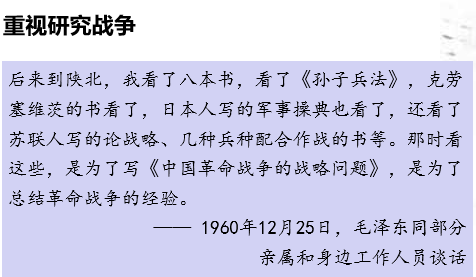 重视研究战争
后来到陕北，我看了八本书，看了《孙子兵法》，克劳
塞维茨的书看了，日本人写的军事操典也看了，还看了
苏联人写的论战略、几种兵种配合作战的书等。那时看
这些，是为了写《中国革命战争的战略问题》，是为了
总结革命战争的经验。
—— 1960年12月25日，毛泽东同部分
亲属和身边工作人员谈话